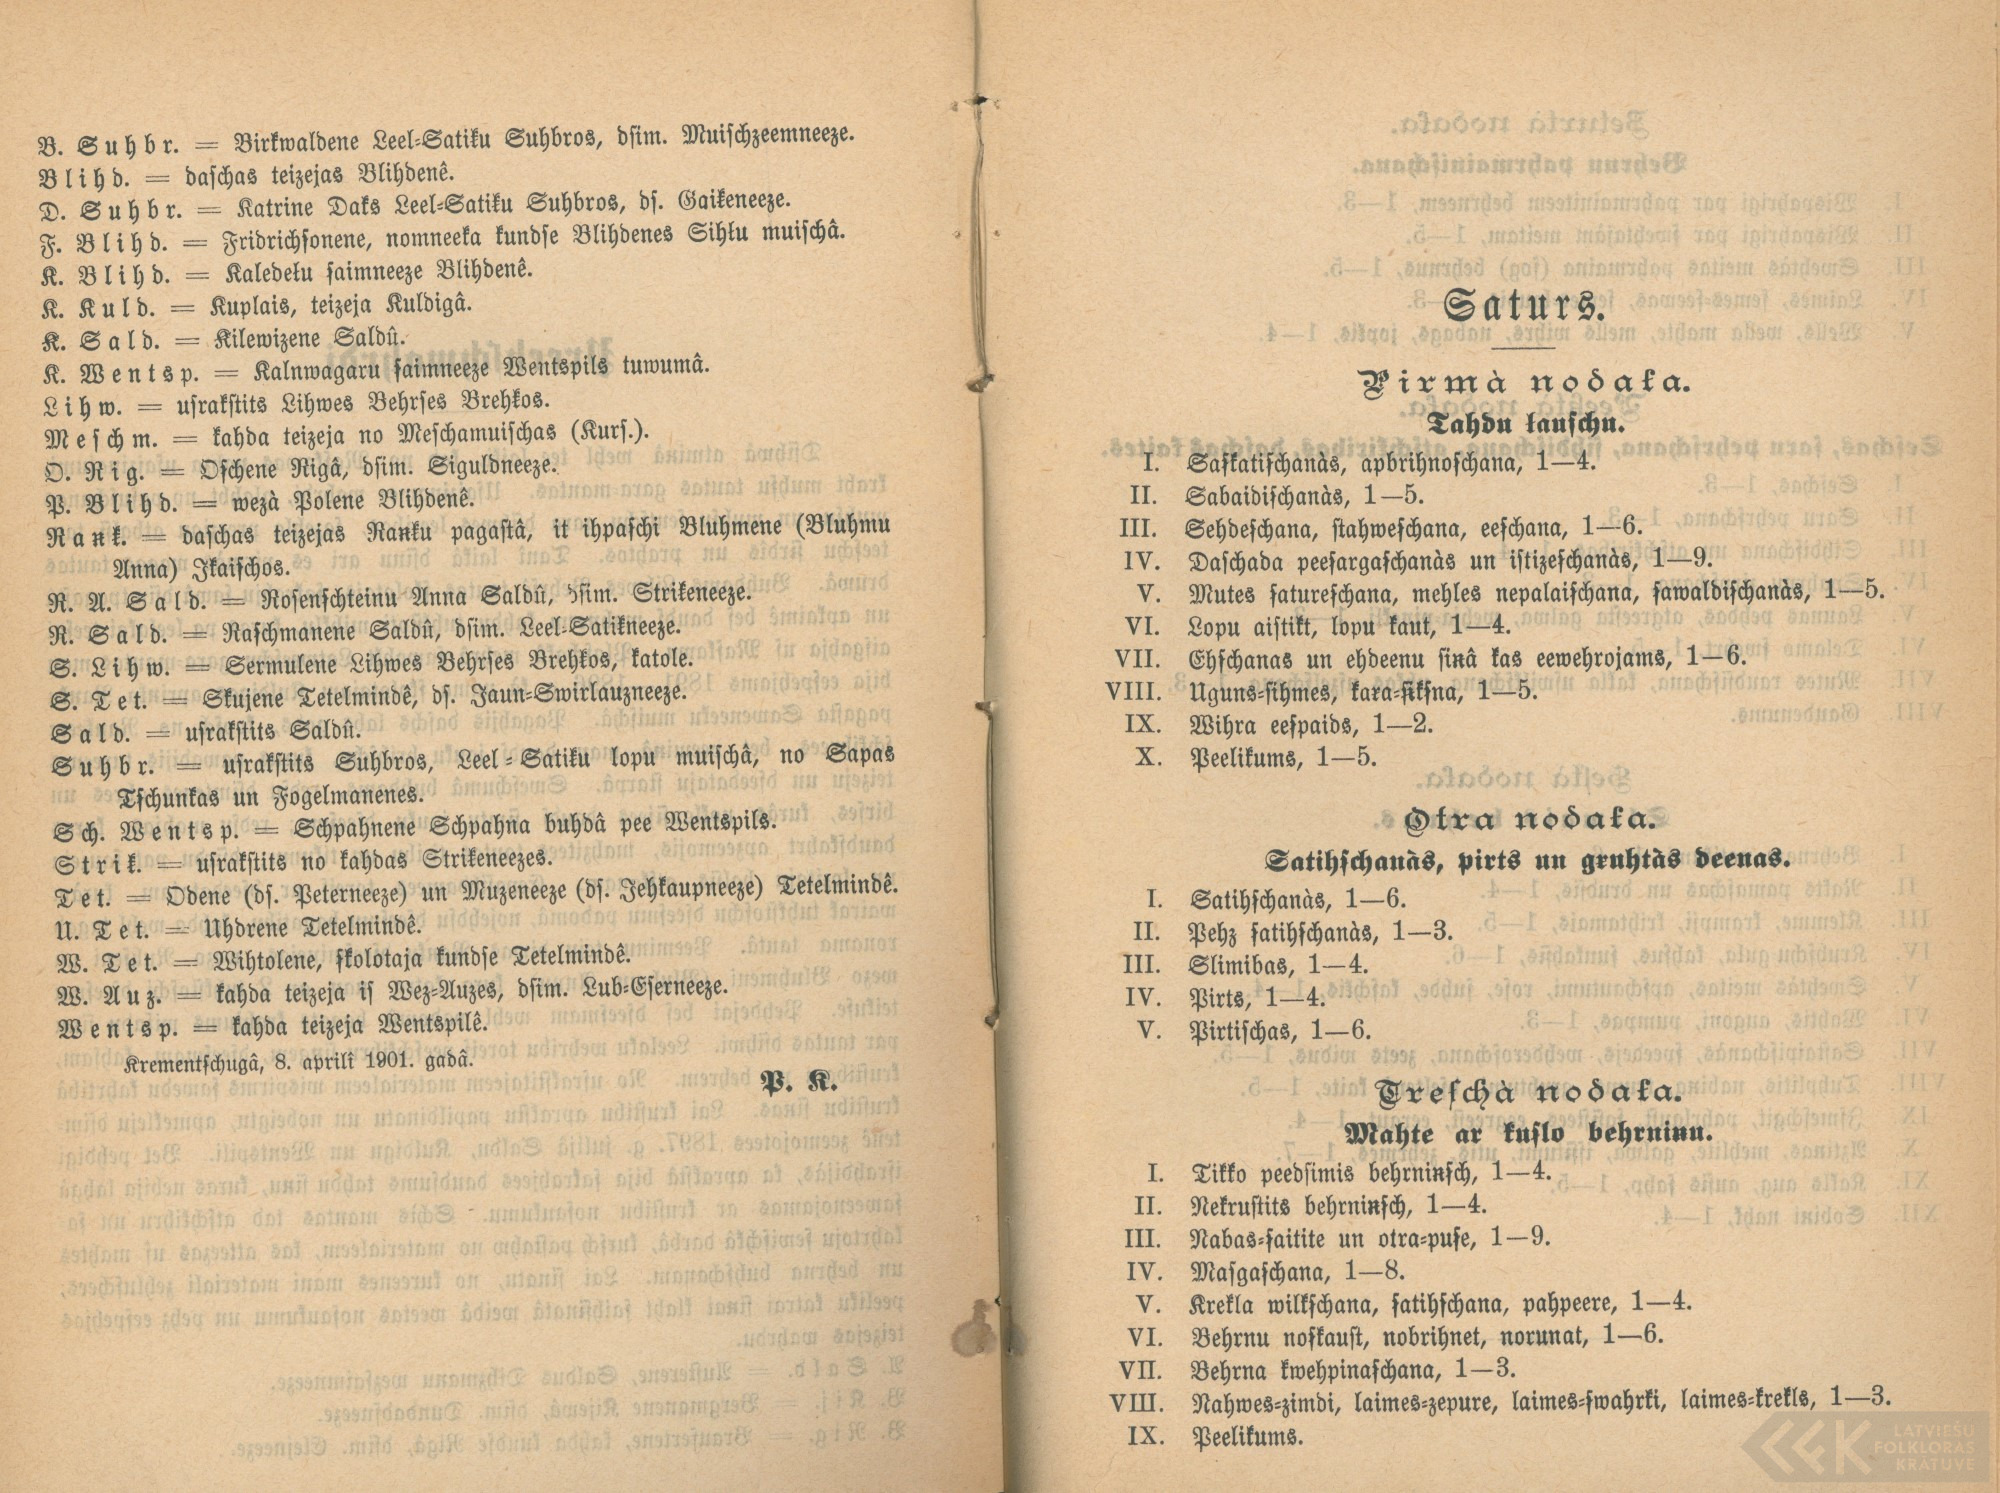 B. Suhbr. = Birkwaldene Leel-Satiku Suhbros, dſim. Muiſchzeemneeze.
Blihd. = daſchas teizejas Blihdenê.
D. Suhbr. = Katrine Daks Leel-Satiku Suhbros, dſ. Gaikeneeze.
F. Blihd. = Fridrichſonene, nomneeka kundſe Blihdenes Sihłu muiſchâ.
K. Blihd. = Kaledełu ſaimneeze Blihdenê.
K. Kuld. = Kuplais, teizeja Kuldigâ.
K. Sald. = Kilewizene Saldû.
K. Wentsp. = Kalnwagaru ſaimneeze Wentspils tuwumâ.
Lihw. = uſrakſtits Lihwes Behrſes Brehkos.
Meſchm. = kahda teizeja no Meſchamuiſchas (Kurſ.).
O. Rig. = Oſchene Rigâ, dſim. Siguldneeze.
P. Blihd. = wezà Polene Blihdenê.
Rank. = daſchas teizejas Ranku pagaſtâ, it ihpaſchi Bluhmene (Bluhmu
Anna) Ikaiſchos.
R. A. Sald. = Roſenſchteinu Anna Saldû, dſim. Strikeneeze.
R. Sald. = Raſchmanene Saldû, dſim. Leel-Satikneeze.
S. Lihw. = Sermulene Lihwes Behrſes Brehkos, katole.
S. Tet. = Skujene Tetelmindê, dſ. Jaun-Swirlauzneeze.
Sald. = uſrakſtits Saldû.
Suhbr. = uſrakſtits Suhbros, Leel-Satiku lopu muiſchâ, no Sapas
Tſchunkas un Fogelmanenes.
Sch. Wentsp. = Schpahnene Schpahna buhdâ pee Wentspils.
Strik. = uſrakſtits no kahdas Strikeneezes.
Tet. = Odene (dſ. Peterneeze) un Muzeneeze (dſ. Jehkaupneeze) Tetelmindê.
U. Tet. = Uhdrene Tetelmindê.
W. Tet. = Wihtolene, ſkolotaja kundſe Tetelmindê.
W. Auz. = kahda teizeja iſ Wez-Auzes, dſim. Lub-Eſerneeze.
Wentsp. = kahda teizeja Wentspilê.
Krementſchugâ, 8. aprilî 1901. gadâ.
P. K.
Saturs.
Pirmà nodała.
Tahdu łauſchu.
I. Saſkatiſchanàs, apbrihnoſchana, 1—4.
II. Sabaidiſchanàs, 1—5.
III. Sehdeſchana, ſtahweſchana, eeſchana, 1—6.
IV. Daſchada peeſargaſchanàs un iſtizeſchanàs, 1—9.
V. Mutes ſatureſchana, mehles nepalaiſchana, ſawaldiſchanàs, 1—5.
VI. Lopu aiſtikt, lopu kaut, 1—4.
VII. Ehſchanas un ehdeenu ſinâ kas eewehrojams, 1—6.
VIII. Uguns-ſihmes, kara-ſikſna, 1—5.
IX. Wihra eeſpaids, 1—2.
X. Peelikums, 1—5.
Otra nodała.
Satihſchanàs, pirts un gruhtàs deenas.
I. Satihſchanàs, 1—6.
II. Pehz ſatihſchanàs, 1—3.
III. Slimibas, 1—4.
IV. Pirts, 1—4.
V. Pirtiſchas, 1—6.
Treſchà nodała.
Mahte ar kuſlo behrninu.
I. Tikko peedſimis behrninſch, 1—4.
II. Nekruſtits behrninſch, 1—4.
III. Nabas-ſaitite un otra-puſe, 1—9.
IV. Maſgaſchana, 1—8.
V. Krekla wilkſchana, ſatihſchana, pahpeere, 1—4.
VI. Behrnu noſkauſt, nobrihnet, norunat, 1—6.
VII. Behrna kwehpinaſchana, 1—3.
VIII. Nahwes-zimdi, laimes-zepure, laimes-ſwahrki, laimes-krekls, 1—3.
IX. Peelikums.
LATVIEŠU
FOLKLORAS
KRĀTUVE